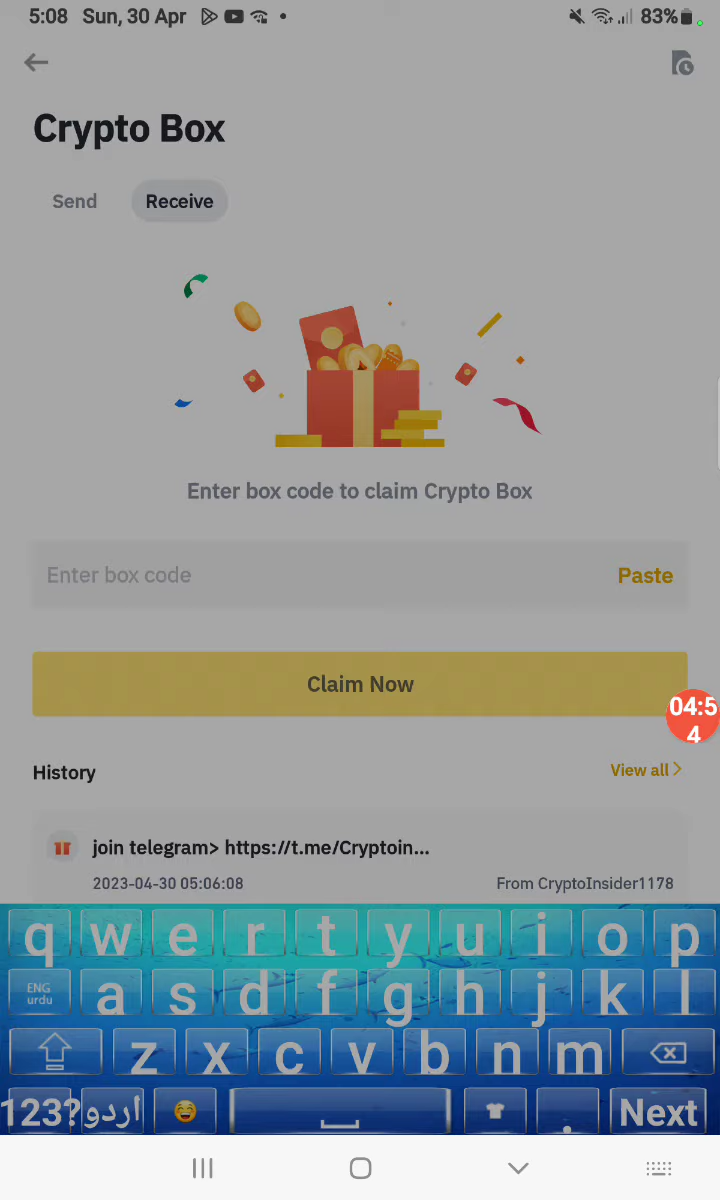 5:08 Sun, 30 Apr 83%
Crypto Box
Send Receive
Enter box code to claim Crypto Box
Enter box code Paste
Claim Now
04:5
4
History View all
join telegram> https://t.me/Cryptoin...
2023-04-30 05:06:08 From CryptoInsider1178
q w e r t y u i o p
ENG
urdu
a s d f g h j k l
z x c v b n m
123? اردو . Next